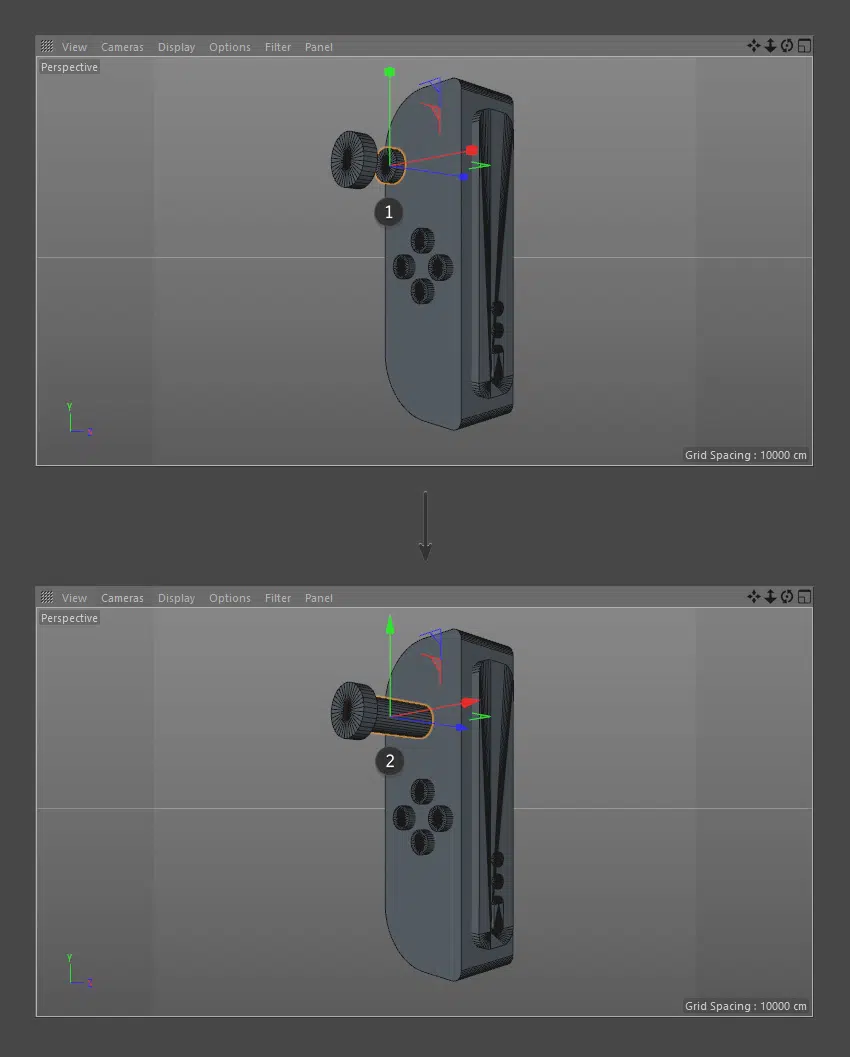 View Cameras Display Options Filter Panel
Perspective
1
Y
Z
Grid Spacing : 10000 cm
View Cameras Display Options Filter Panel
Perspective
2
Y
Z
Grid Spacing : 10000 cm